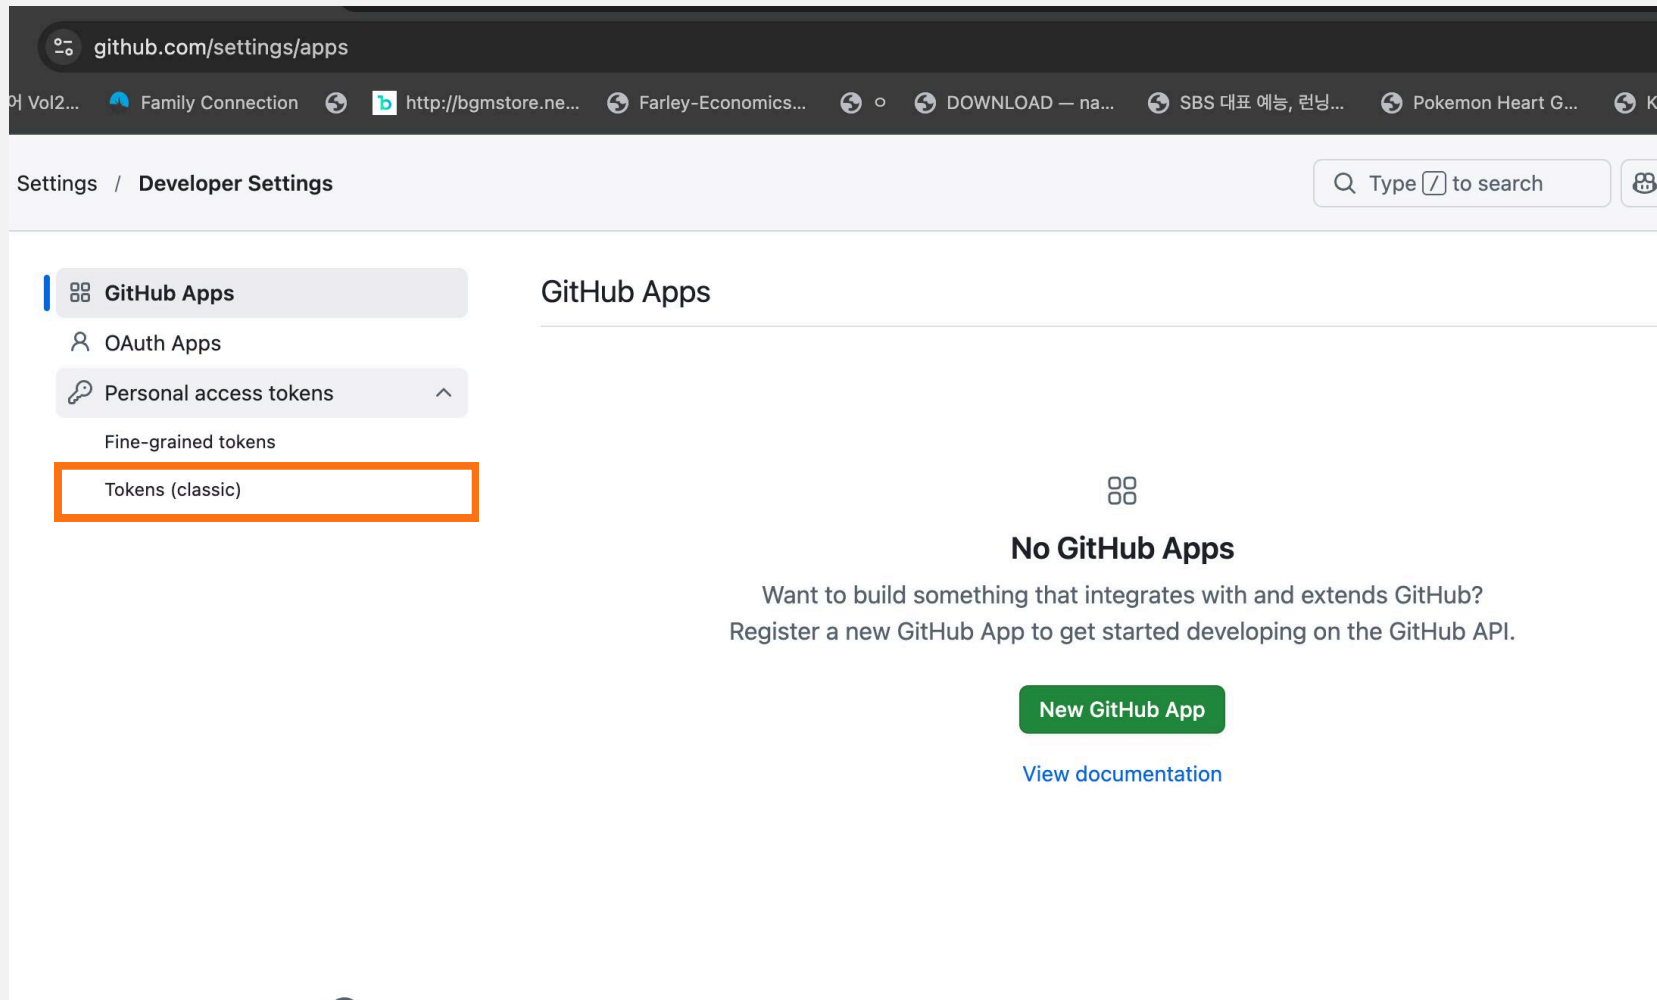 github.com/settings/apps
어 Vol2... Family Connection http://bgmstore.ne... Farley-Economics... ㅇ DOWNLOAD — na... SBS 대표 예능, 런닝... Pokemon Heart G... K
Settings / Developer Settings
Type / to search
GitHub Apps
OAuth Apps
Personal access tokens
Fine-grained tokens
Tokens (classic)
GitHub Apps
No GitHub Apps
Want to build something that integrates with and extends GitHub?
Register a new GitHub App to get started developing on the GitHub API.
New GitHub App
View documentation